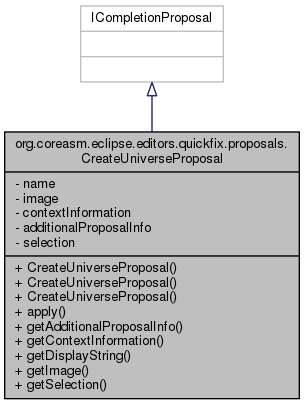 ICompletionProposal
org.coreasm.eclipse.editors.quickfix.proposals.
CreateUniverseProposal
- name
- image
- contextInformation
- additionalProposalInfo
- selection
+ CreateUniverseProposal()
+ CreateUniverseProposal()
+ CreateUniverseProposal()
+ apply()
+ getAdditionalProposalInfo()
+ getContextInformation()
+ getDisplayString()
+ getImage()
+ getSelection()